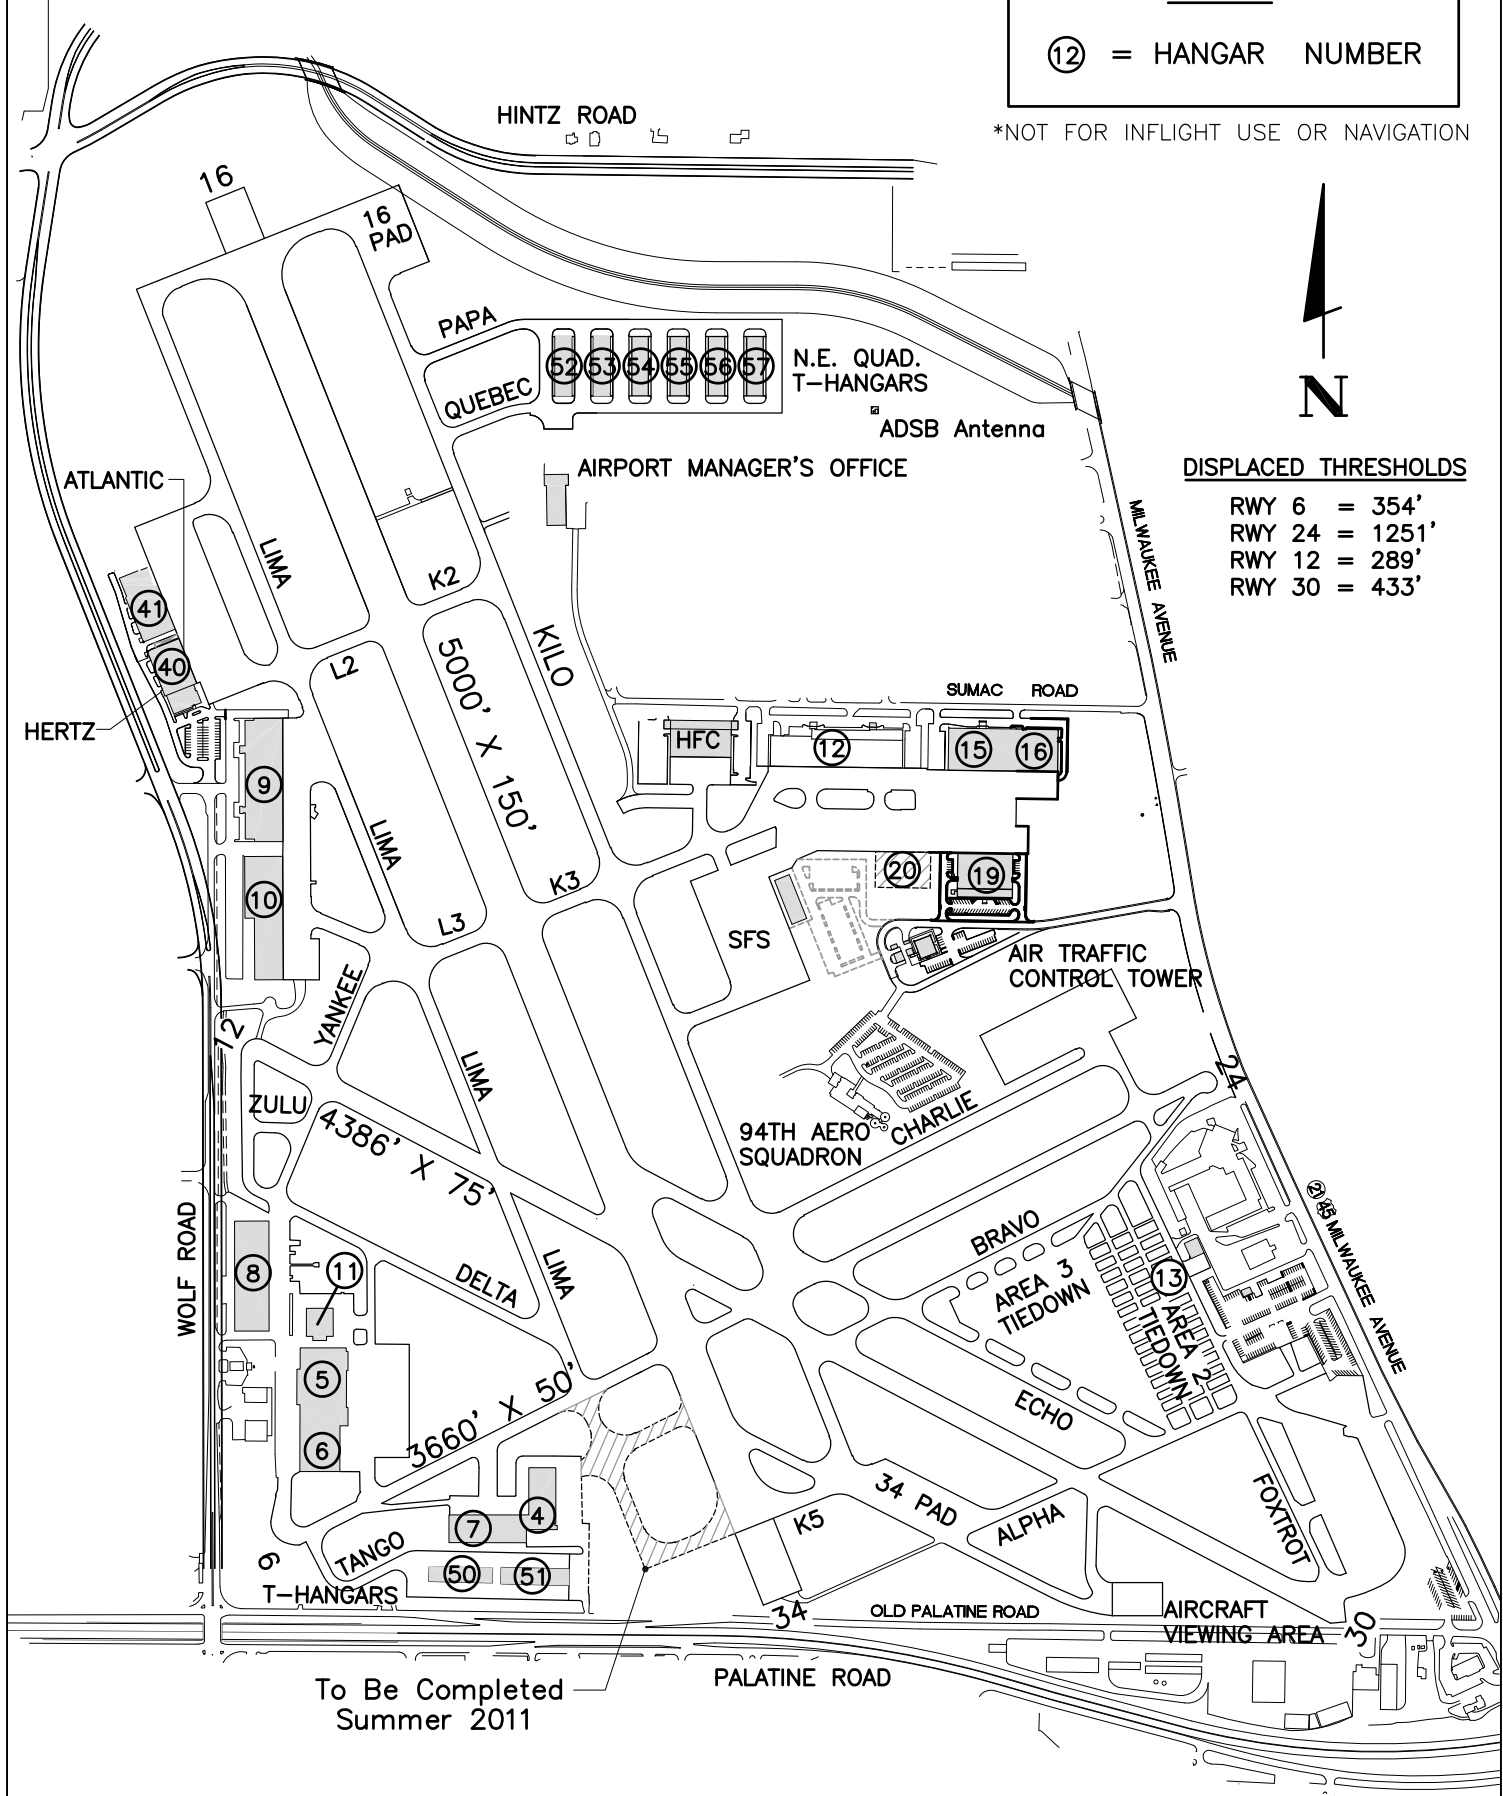 12 = HANGAR NUMBER
*NOT FOR INFLIGHT USE OR NAVIGATION
HINTZ ROAD
16
16
PAD
PAPA
QUEBEC
52 53 54 55 56 57
N.E. QUAD.
T-HANGARS
ADSB Antenna
N
AIRPORT MANAGER'S OFFICE
ATLANTIC
DISPLACED THRESHOLDS
RWY 6 = 354'
RWY 24 = 1251'
RWY 12 = 289'
RWY 30 = 433'
MILWAUKEE AVENUE
LIMA
K2
41
40
HERTZ
L2
KILO
5000' X 150'
SUMAC ROAD
HFC
12
15
16
9
LIMA
10
K3
L3
20
19
SFS
AIR TRAFFIC
CONTROL TOWER
YANKEE
12
LIMA
24
ZULU
4386' X 75'
94TH AERO
SQUADRON
CHARLIE
WOLF ROAD
8
11
DELTA
LIMA
BRAVO
AREA 3
TIEDOWN
13
AREA 2
TIEDOWN
21 45 MILWAUKEE AVENUE
5
6
3660' X 50'
ECHO
4
7
K5
34 PAD
ALPHA
FOXTROT
6
TANGO
50
51
T-HANGARS
34
OLD PALATINE ROAD
AIRCRAFT
VIEWING AREA
30
PALATINE ROAD
To Be Completed
Summer 2011